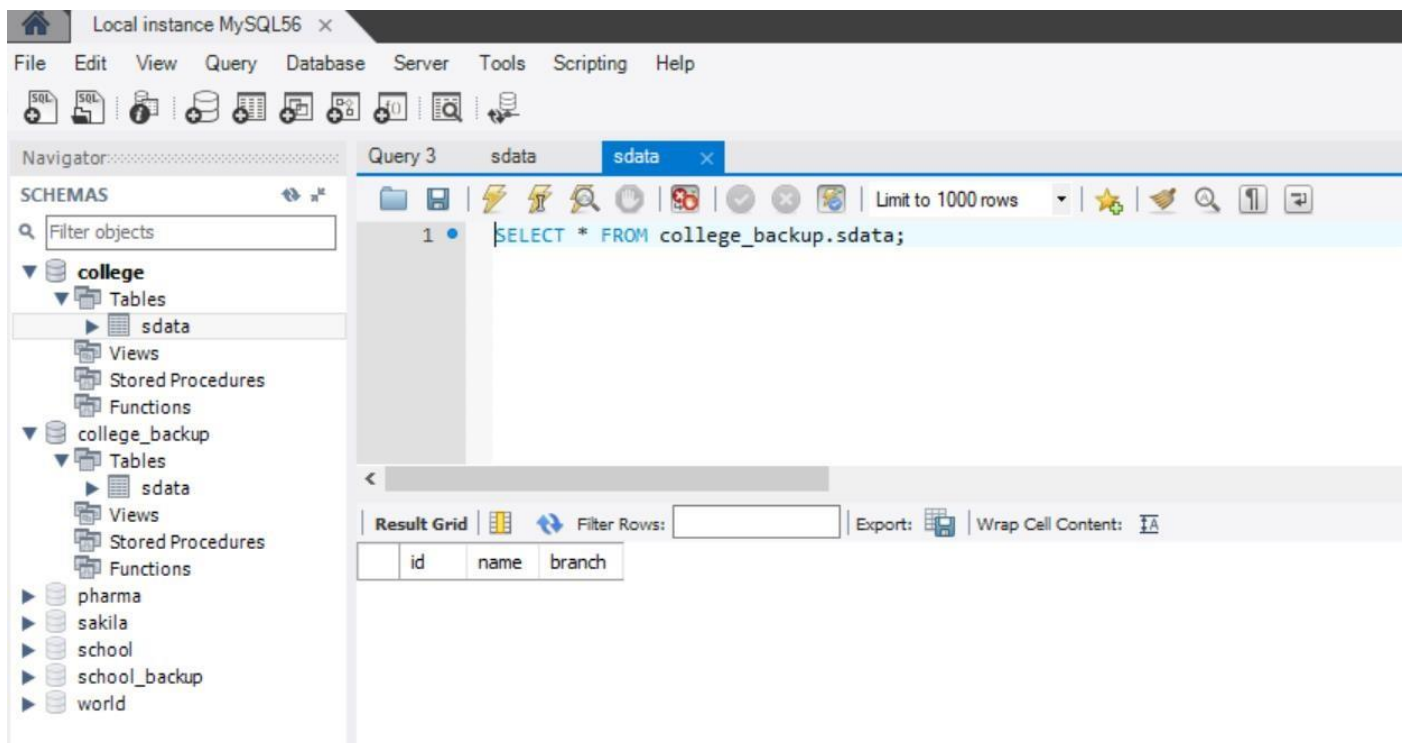 Local instance MySQL56 ×
File Edit View Query Database Server Tools Scripting Help
SQL SQL
Navigator
SCHEMAS
Filter objects
college
Tables
sdata
Views
Stored Procedures
Functions
college_backup
Tables
sdata
Views
Stored Procedures
Functions
pharma
sakila
school
school_backup
world
Query 3 sdata sdata ×
Limit to 1000 rows
1 SELECT * FROM college_backup.sdata;
Result Grid Filter Rows: Export: Wrap Cell Content: IA
id name branch